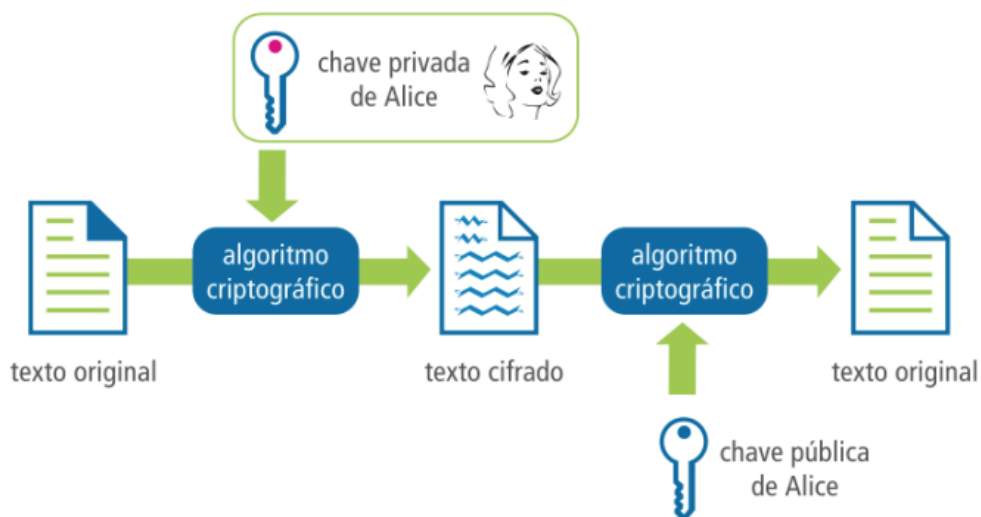 chave privada
de Alice
algoritmo
criptográfico
algoritmo
criptográfico
texto original
texto cifrado
texto original
chave pública
de Alice